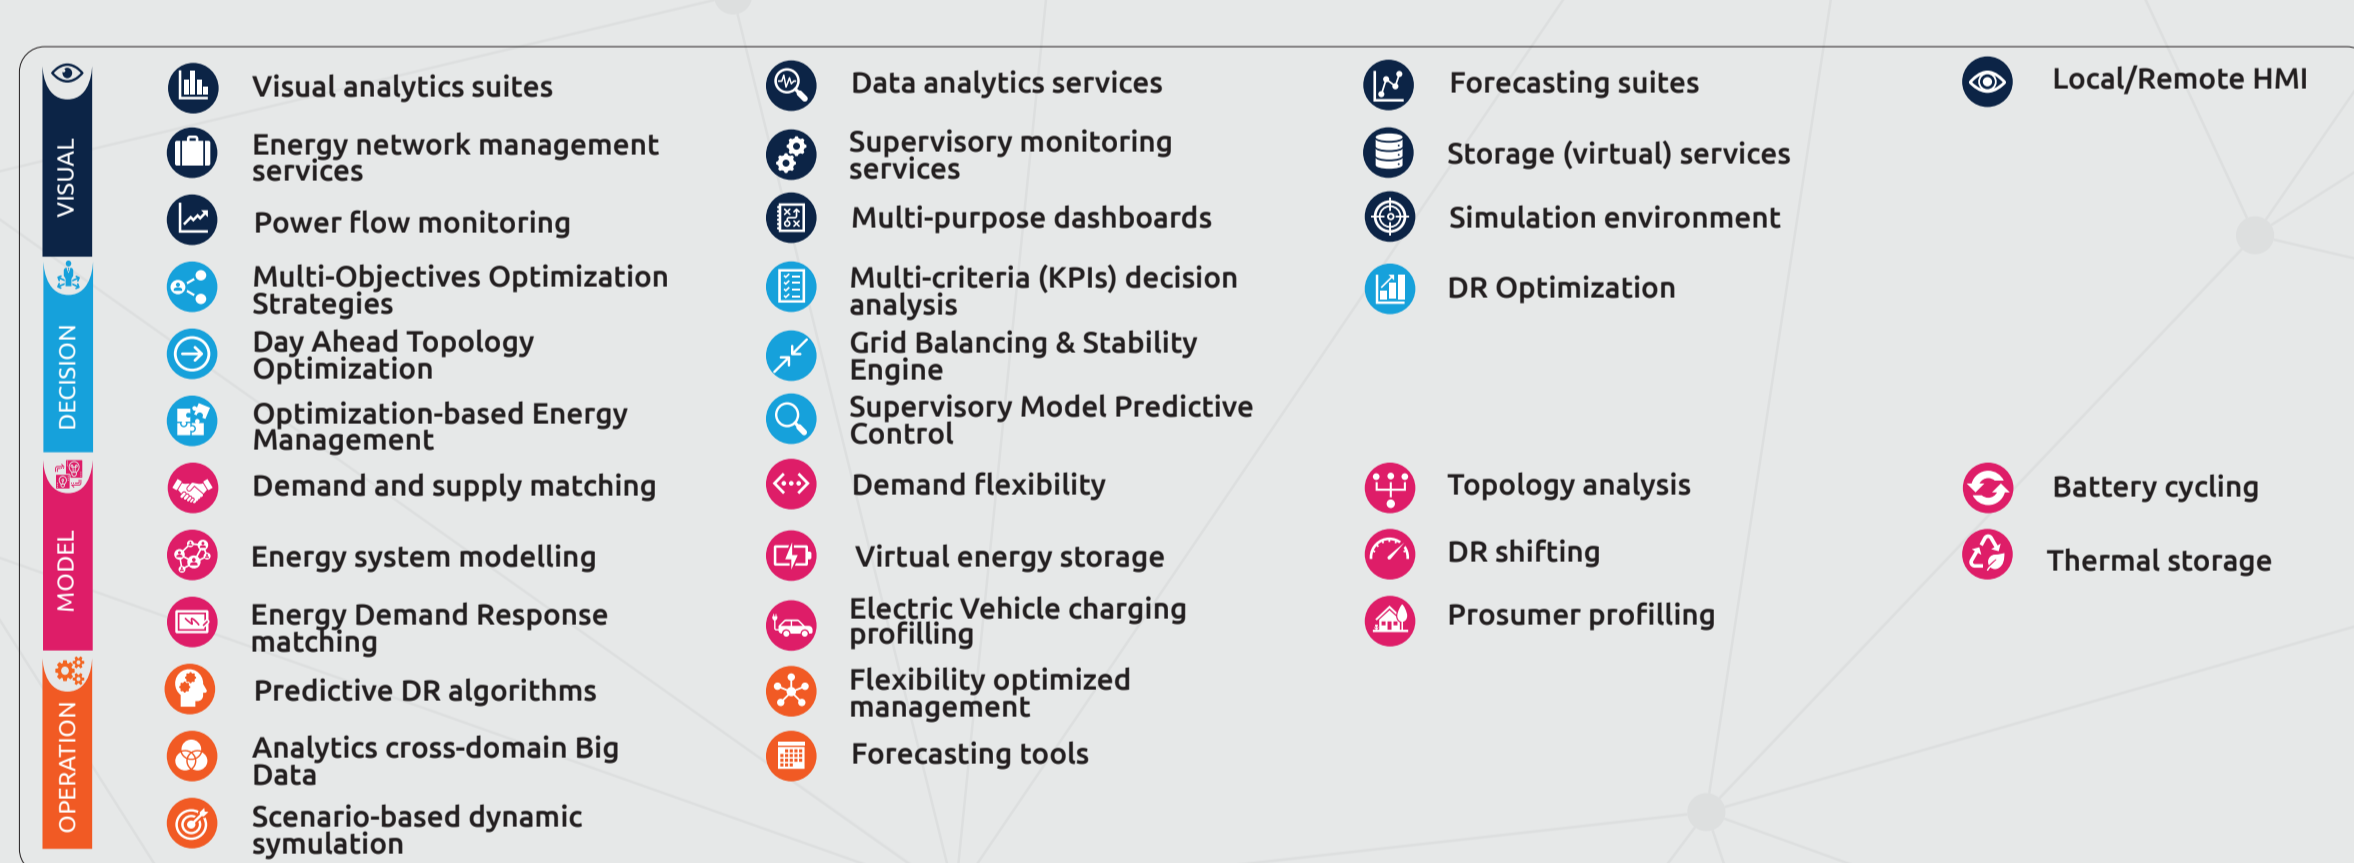 VISUAL
Visual analytics suites
Data analytics services
Forecasting suites
Local/Remote HMI
Energy network management
services
Supervisory monitoring
services
Storage (virtual) services
Power flow monitoring
Multi-purpose dashboards
Simulation environment
DECISION
Multi-Objectives Optimization
Strategies
Multi-criteria (KPIs) decision
analysis
DR Optimization
Day Ahead Topology
Optimization
Grid Balancing & Stability
Engine
Optimization-based Energy
Management
Supervisory Model Predictive
Control
MODEL
Demand and supply matching
Demand flexibility
Topology analysis
Battery cycling
Energy system modelling
Virtual energy storage
DR shifting
Thermal storage
Energy Demand Response
matching
Electric Vehicle charging
profilling
Prosumer profilling
OPERATION
Predictive DR algorithms
Flexibility optimized
management
Analytics cross-domain Big
Data
Forecasting tools
Scenario-based dynamic
symulation